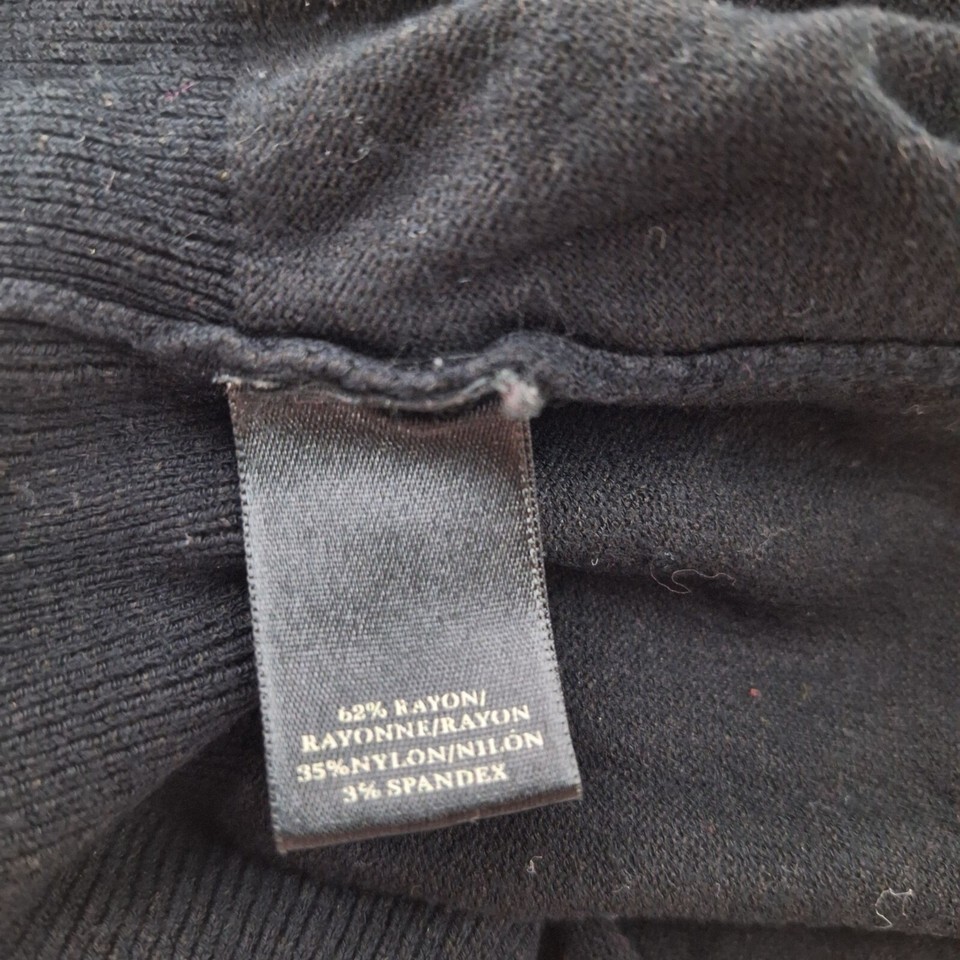 62% RAYON/
RAYONNE/RAYON
35%NYLON/NILÓN
3% SPANDEX